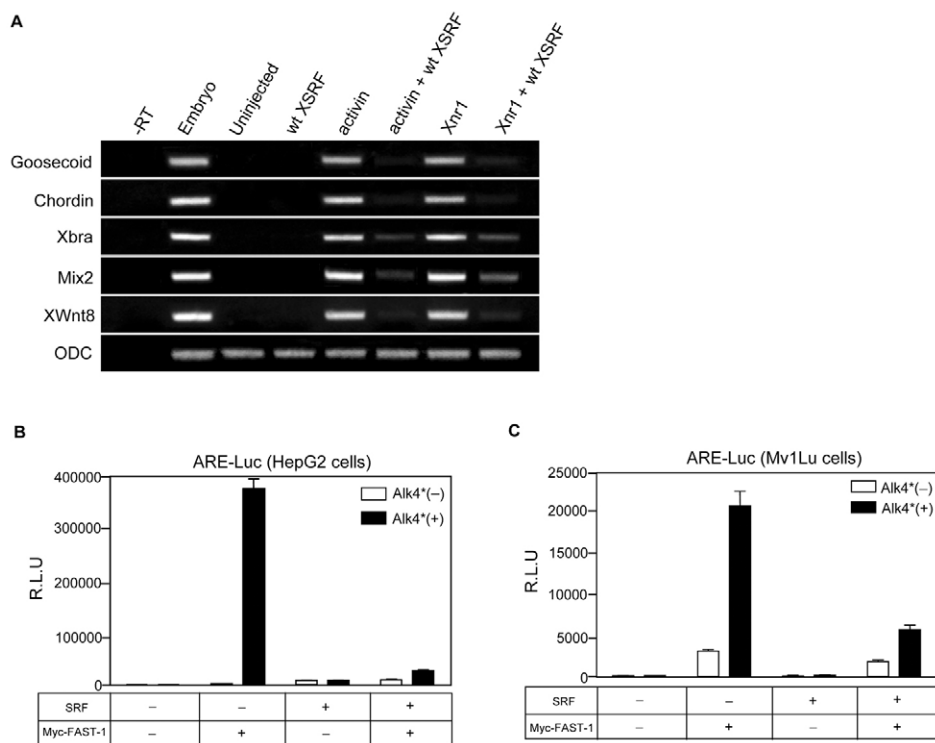 A
-RT Embryo Uninjected wt XSRF activin activin + wt XSRF Xnr1 Xnr1 + wt XSRF
Goosecoid
Chordin
Xbra
Mix2
XWnt8
ODC
B
ARE-Luc (HepG2 cells)
400000
300000
200000
100000
0
R.L.U
Alk4*(–)
Alk4*(+)
SRF – – + +
Myc-FAST-1 – + – +
C
ARE-Luc (Mv1Lu cells)
25000
20000
15000
10000
5000
0
R.L.U
Alk4*(–)
Alk4*(+)
SRF – – + +
Myc-FAST-1 – + – +